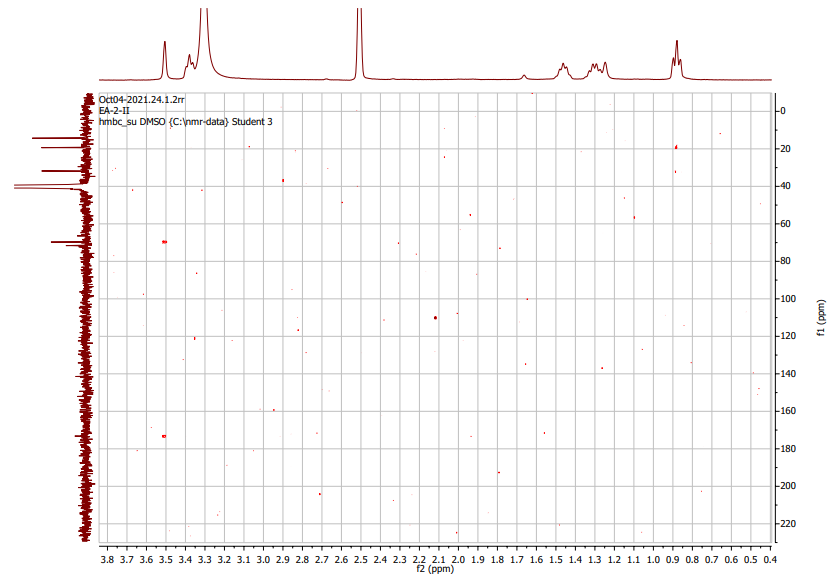 Oct04-2021.24.1.2rr
EA-2-II
hmbc_su DMSO {C:\nmr-data} Student 3
0
20
40
60
80
100
120
140
160
180
200
220
f1 (ppm)
3.8 3.6 3.5 3.4 3.3 3.2 3.1 3.0 2.9 2.8 2.7 2.6 2.5 2.4 2.3 2.2 2.1 2.0 1.9 1.8 1.7 1.6 1.5 1.4 1.3 1.2 1.1 1.0 0.9 0.8 0.7 0.6 0.5 0.4
f2 (ppm)